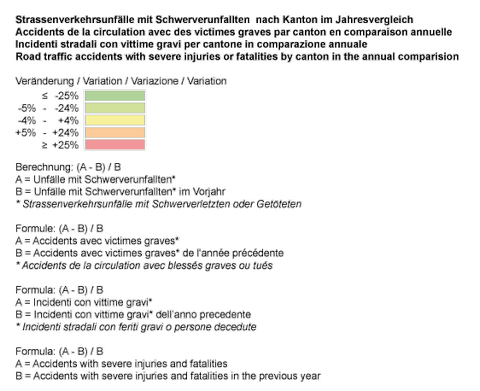 Strassenverkehrsunfälle mit Schwerverunfallten nach Kanton im Jahresvergleich
Accidents de la circulation avec des victimes graves par canton en comparaison annuelle
Incidenti stradali con vittime gravi per cantone in comparazione annuale
Road traffic accidents with severe injuries or fatalities by canton in the annual comparision
Veränderung / Variation / Variazione / Variation
≤ -25%
-5% - -24%
-4% - +4%
+5% - +24%
≥ +25%
Berechnung: (A - B) / B
A = Unfälle mit Schwerverunfallten*
B = Unfälle mit Schwerverunfallten* im Vorjahr
* Strassenverkehrsunfälle mit Schwerverletzten oder Getöteten
Formule: (A - B) / B
A = Accidents avec victimes graves*
B = Accidents avec victimes graves* de l'année précédente
* Accidents de la circulation avec blessés graves ou tués
Formula: (A - B) / B
A = Incidenti con vittime gravi*
B = Incidenti con vittime gravi* dell'anno precedente
* Incidenti stradali con feriti gravi o persone decedute
Formula: (A - B) / B
A = Accidents with severe injuries and fatalities
B = Accidents with severe injuries and fatalities in the previous year